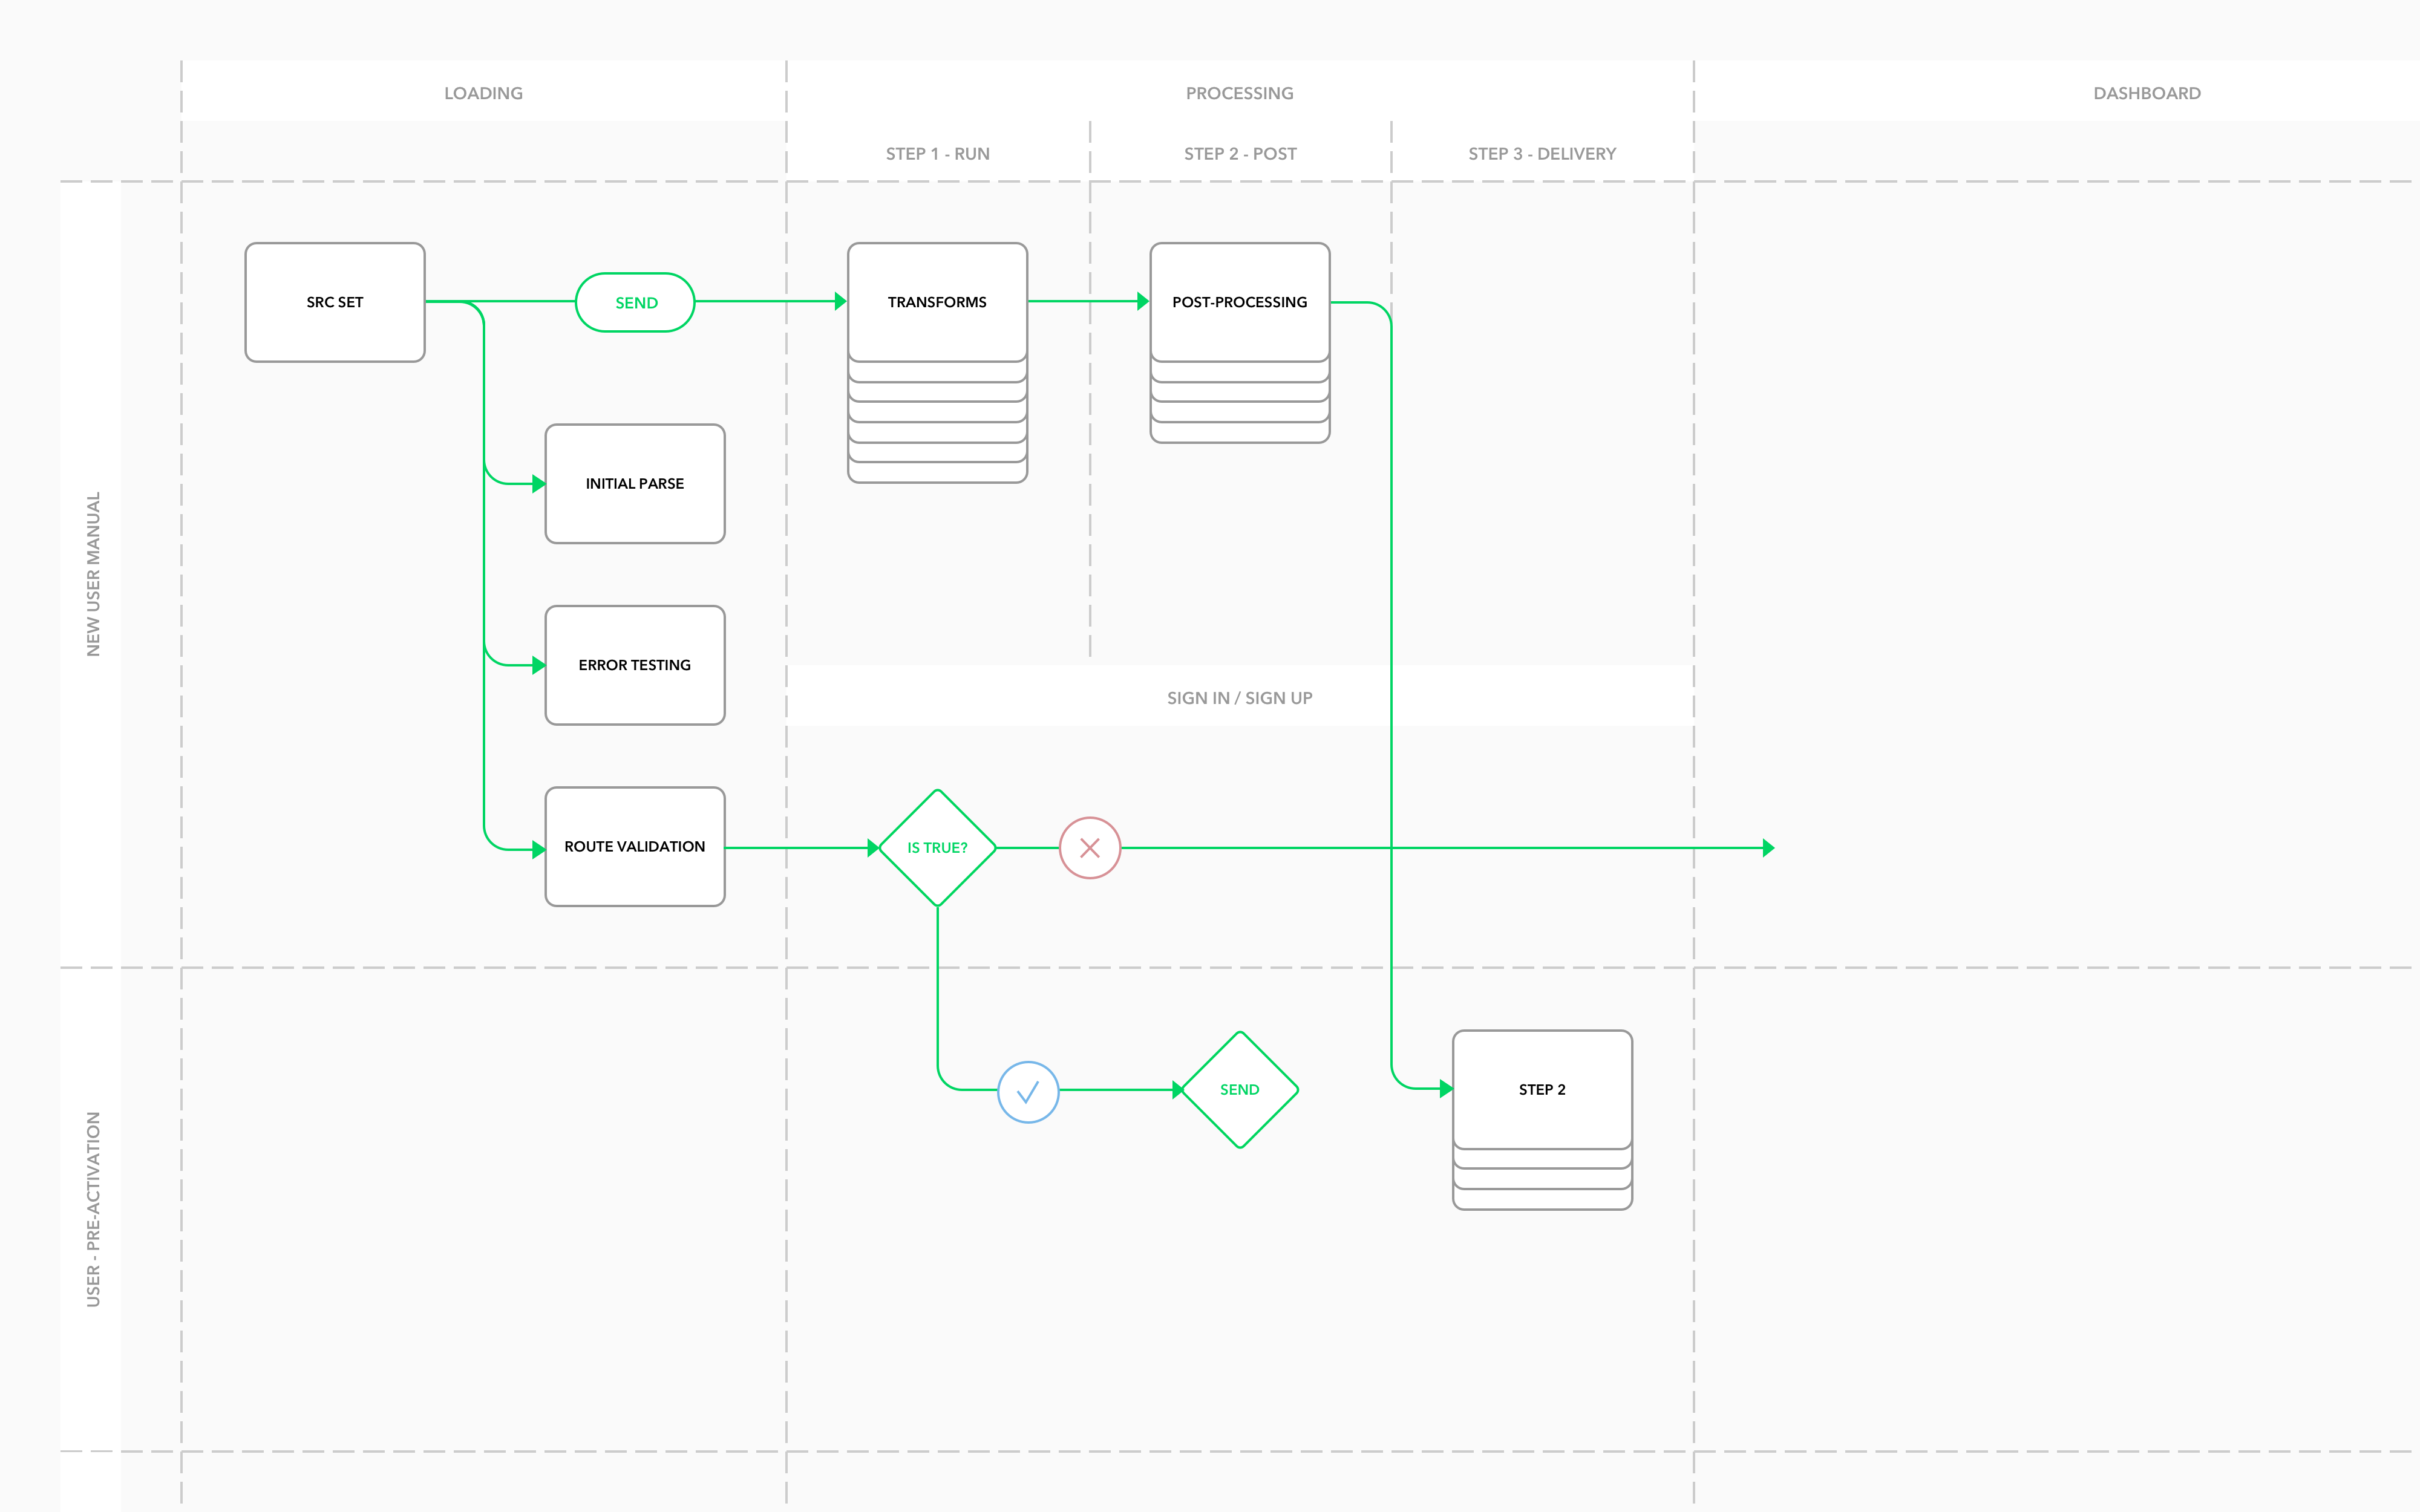 LOADING
PROCESSING
DASHBOARD
STEP 1 - RUN
STEP 2 - POST
STEP 3 - DELIVERY
NEW USER MANUAL
SRC SET
SEND
TRANSFORMS
POST-PROCESSING
INITIAL PARSE
ERROR TESTING
SIGN IN / SIGN UP
ROUTE VALIDATION
IS TRUE?
USER - PRE-ACTIVATION
SEND
STEP 2